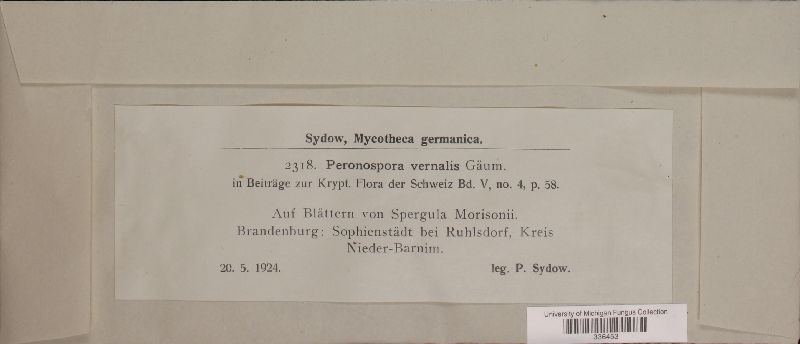 Sydow, Mycotheca germanica.
2318. Peronospora vernalis Gäum.
in Beiträge zur Krypt. Flora der Schweiz Bd. V, no. 4, p. 58.
Auf Blättern von Spergula Morisonii.
Brandenburg: Sophienstädt bei Ruhlsdorf, Kreis
Nieder-Barnim.
20. 5. 1924. leg. P. Sydow.
University of Michigan Fungus Collection
336453